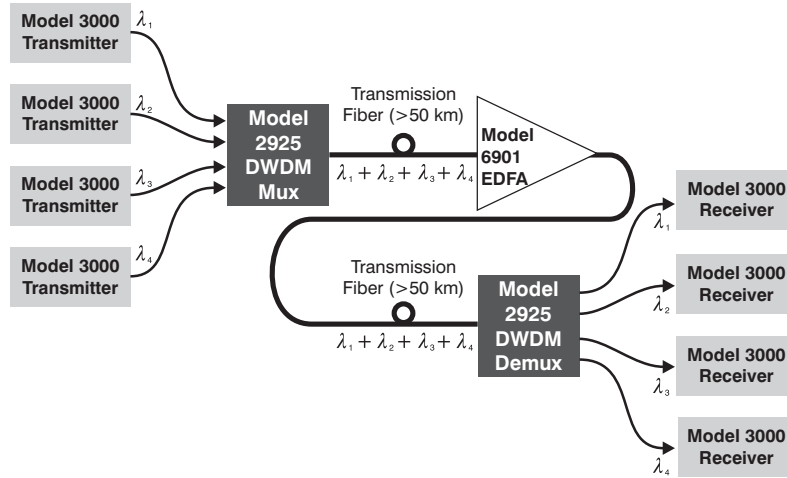 Model 3000
Transmitter
λ₁
Model 3000
Transmitter
λ₂
Model 3000
Transmitter
λ₃
Model 3000
Transmitter
λ₄
Model
2925
DWDM
Mux
Transmission
Fiber (>50 km)
λ₁ + λ₂ + λ₃ + λ₄
Model
6901
EDFA
Transmission
Fiber (>50 km)
λ₁ + λ₂ + λ₃ + λ₄
Model
2925
DWDM
Demux
λ₁
Model 3000
Receiver
λ₂
Model 3000
Receiver
λ₃
Model 3000
Receiver
λ₄
Model 3000
Receiver